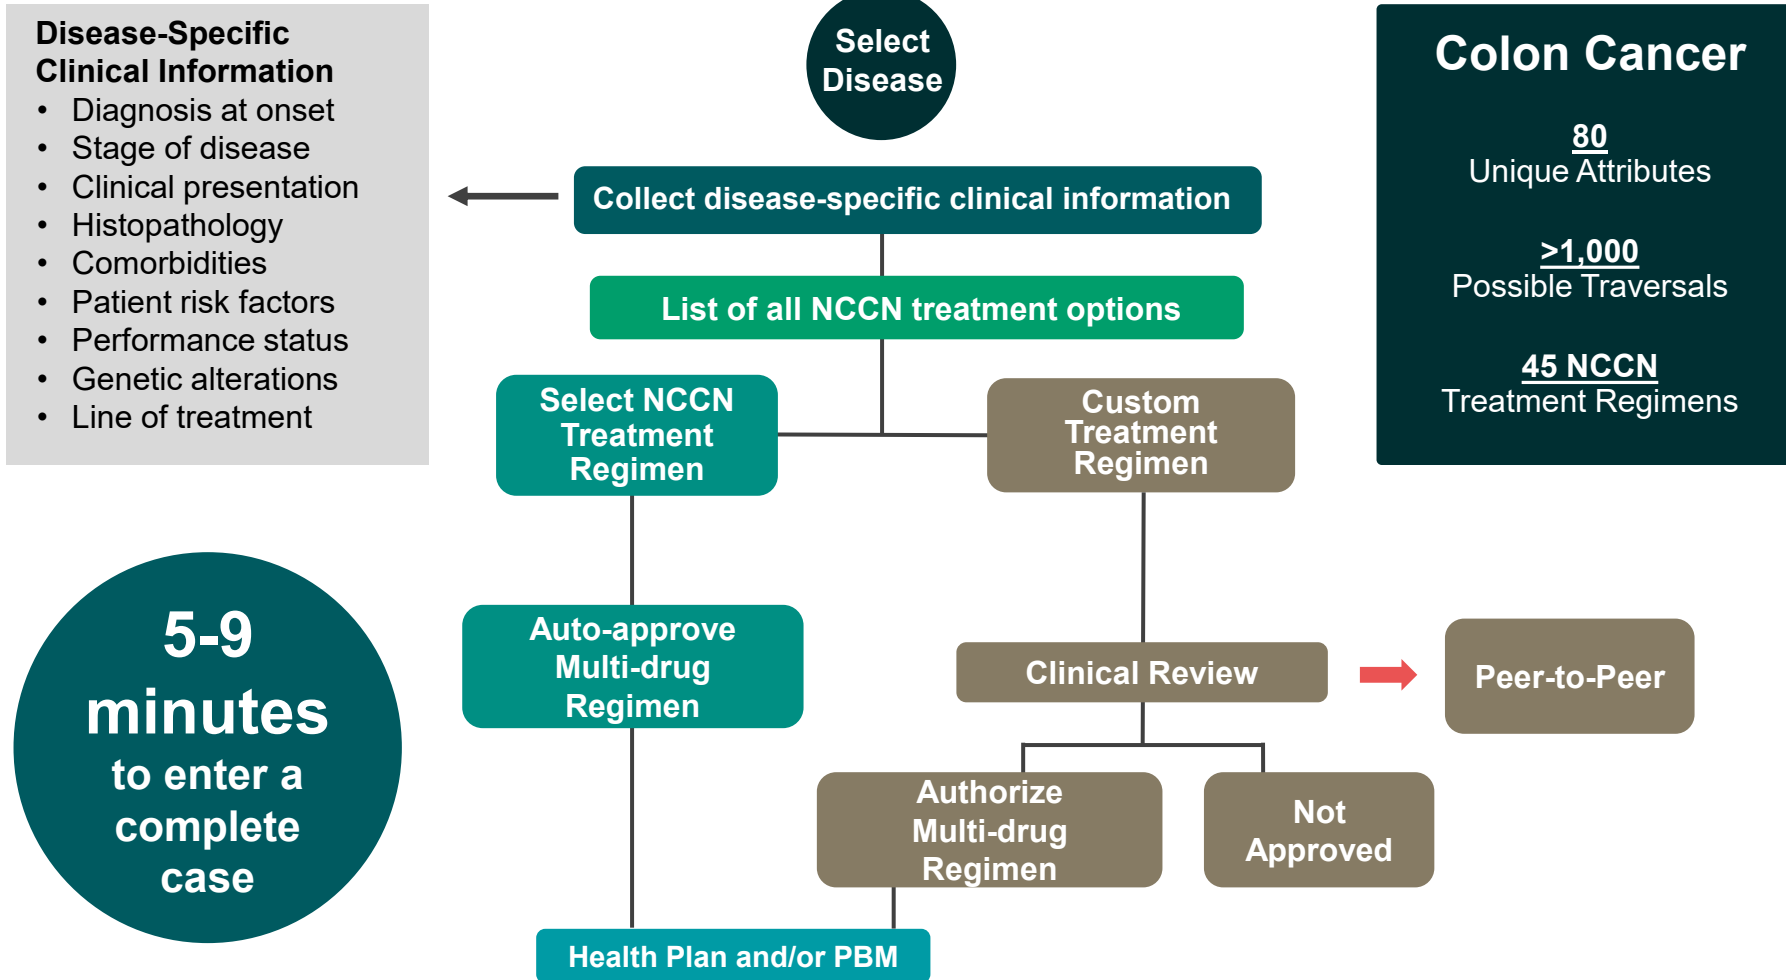 Disease-Specific
Clinical Information
• Diagnosis at onset
• Stage of disease
• Clinical presentation
• Histopathology
• Comorbidities
• Patient risk factors
• Performance status
• Genetic alterations
• Line of treatment
Select
Disease
Collect disease-specific clinical information
List of all NCCN treatment options
Select NCCN
Treatment
Regimen
Custom
Treatment
Regimen
Colon Cancer
80
Unique Attributes
>1,000
Possible Traversals
45 NCCN
Treatment Regimens
5-9
minutes
to enter a
complete
case
Auto-approve
Multi-drug
Regimen
Clinical Review
Peer-to-Peer
Authorize
Multi-drug
Regimen
Not
Approved
Health Plan and/or PBM